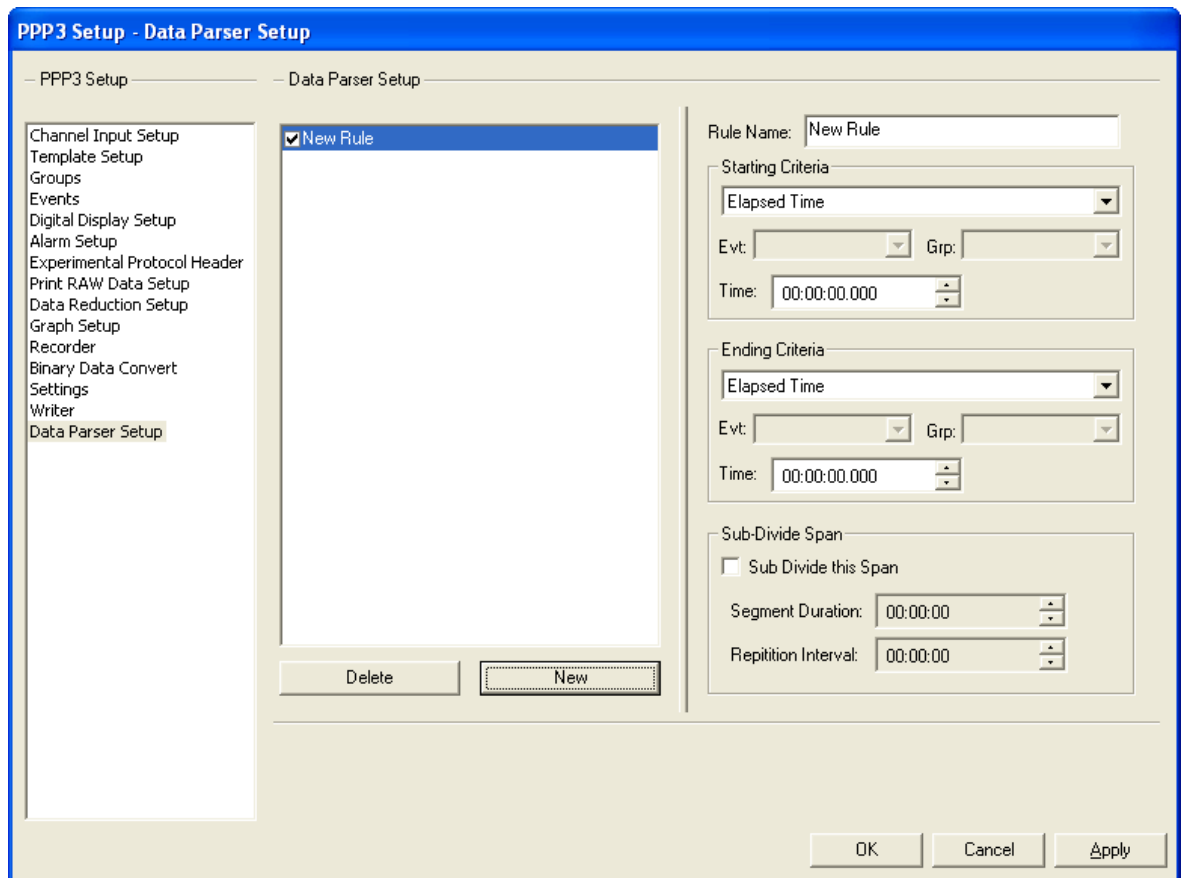 PPP3 Setup - Data Parser Setup
PPP3 Setup
Channel Input Setup
Template Setup
Groups
Events
Digital Display Setup
Alarm Setup
Experimental Protocol Header
Print RAW Data Setup
Data Reduction Setup
Graph Setup
Recorder
Binary Data Convert
Settings
Writer
Data Parser Setup
Data Parser Setup
New Rule
Delete
New
Rule Name: New Rule
Starting Criteria
Elapsed Time
Evt: Grp:
Time: 00:00:00.000
Ending Criteria
Elapsed Time
Evt: Grp:
Time: 00:00:00.000
Sub-Divide Span
Sub Divide this Span
Segment Duration: 00:00:00
Repitition Interval: 00:00:00
OK Cancel Apply